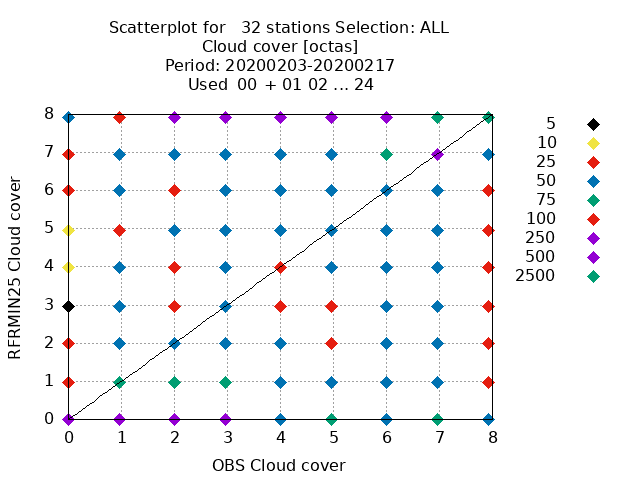 Scatterplot for 32 stations Selection: ALL
Cloud cover [octas]
Period: 20200203-20200217
Used 00 + 01 02 ... 24
8
7
6
5
4
3
2
1
0
RFRMIN25 Cloud cover
0 1 2 3 4 5 6 7 8
OBS Cloud cover
5
10
25
50
75
100
250
500
2500